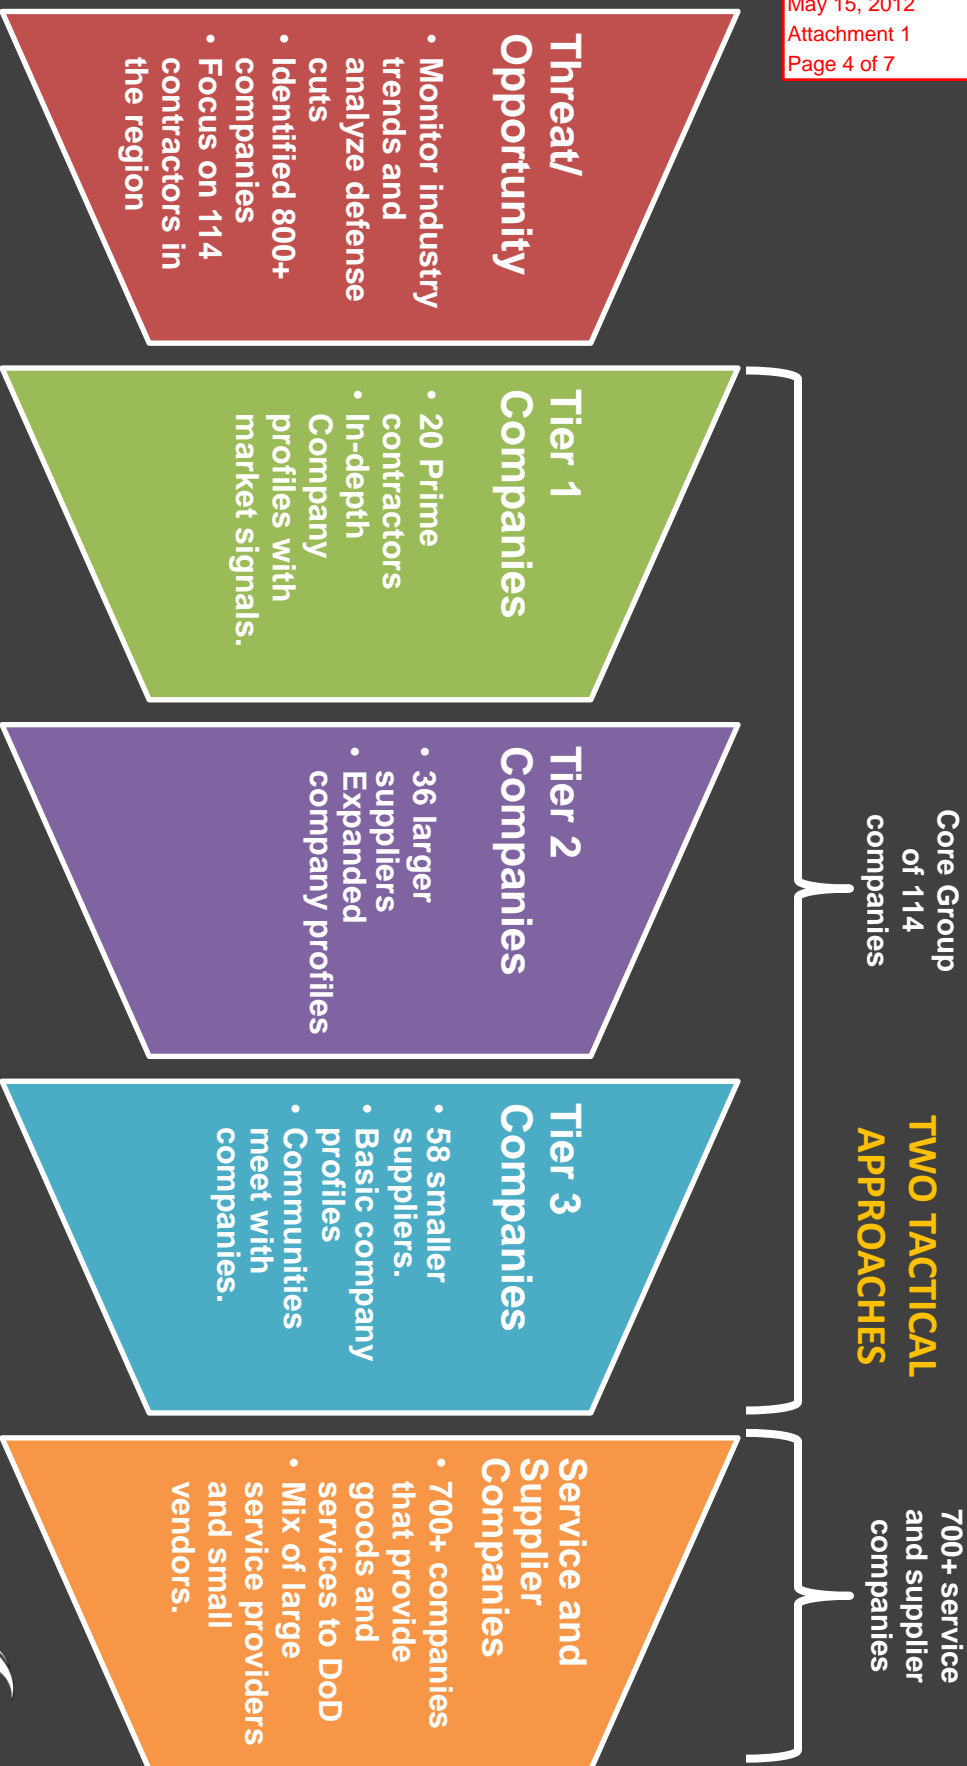 May 15, 2012
Attachment 1
Page 4 of 7
TWO TACTICAL
APPROACHES
Core Group
of 114
companies
700+ service
and supplier
companies
Threat/
Opportunity
• Monitor industry
trends and
analyze defense
cuts
• Identified 800+
companies
• Focus on 114
contractors in
the region
Tier 1
Companies
• 20 Prime
contractors
• In-depth
Company
profiles with
market signals.
Tier 2
Companies
• 36 larger
suppliers
• Expanded
company profiles
Tier 3
Companies
• 58 smaller
suppliers.
• Basic company
profiles
• Communities
meet with
companies.
Service and
Supplier
Companies
• 700+ companies
that provide
goods and
services to DoD
• Mix of large
service providers
and small
vendors.